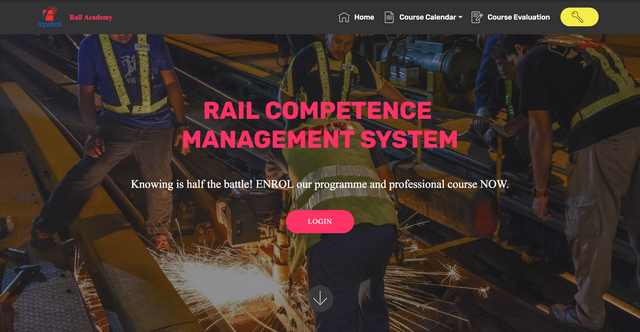 Rail Academy
Home
Course Calendar
Course Evaluation
RAIL COMPETENCE
MANAGEMENT SYSTEM
Knowing is half the battle! ENROL our programme and professional course NOW.
LOGIN